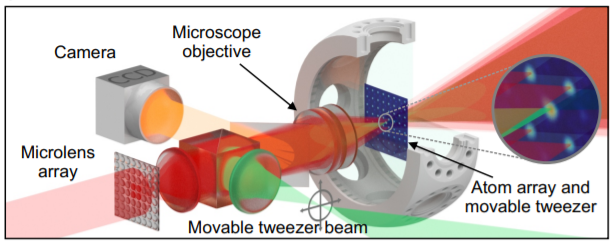 Camera
Microscope
objective
CCD
Microlens
array
Movable tweezer beam
Atom array and
movable tweezer